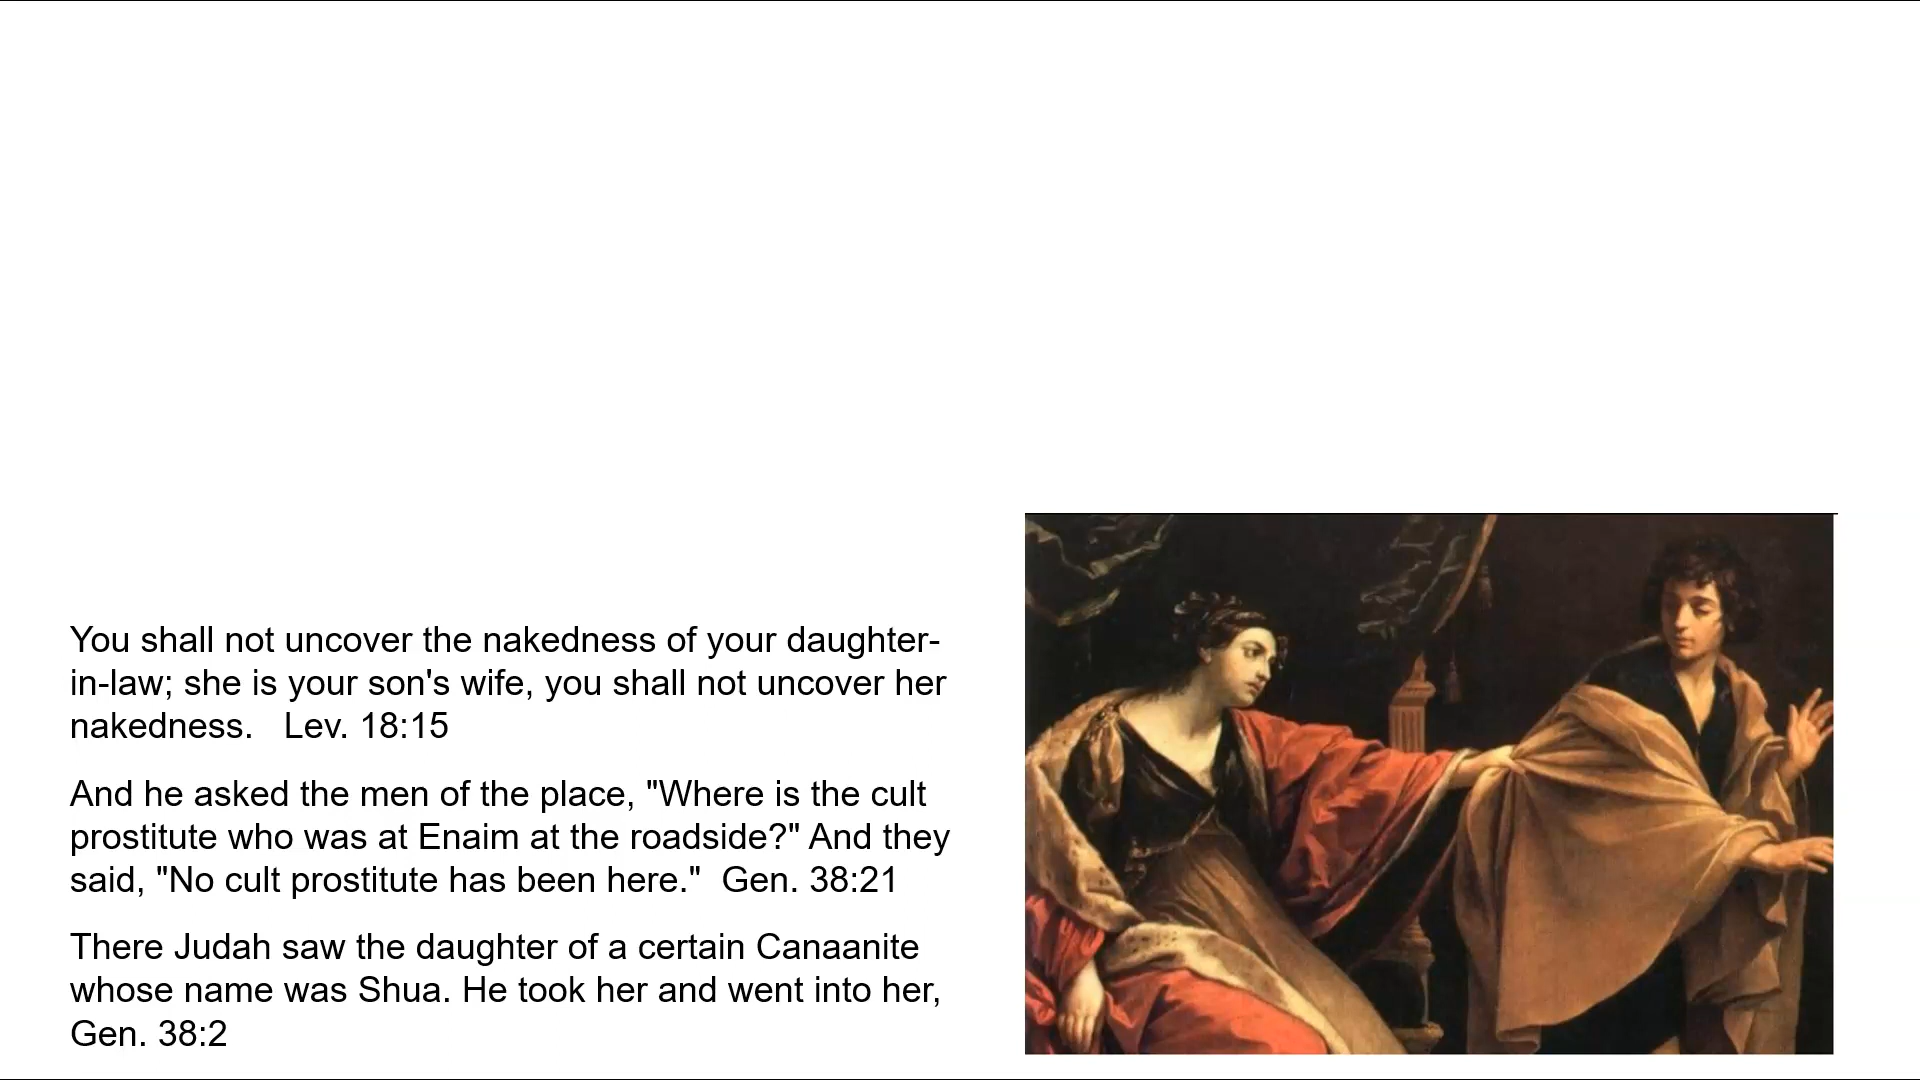 You shall not uncover the nakedness of your daughter-
in-law; she is your son's wife, you shall not uncover her
nakedness.   Lev. 18:15
And he asked the men of the place, "Where is the cult
prostitute who was at Enaim at the roadside?" And they
said, "No cult prostitute has been here."  Gen. 38:21
There Judah saw the daughter of a certain Canaanite
whose name was Shua. He took her and went into her,
Gen. 38:2